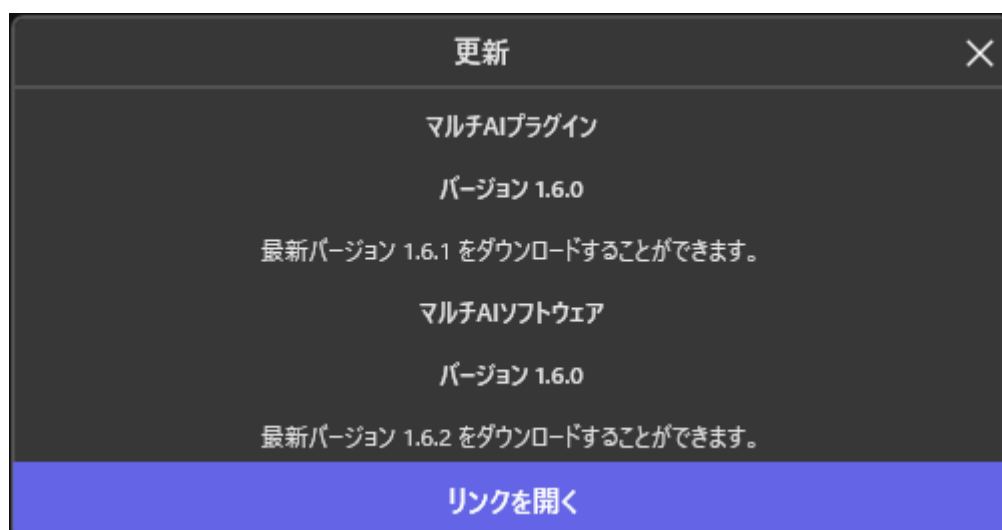 更新
マルチAIプラグイン
バージョン 1.6.0
最新バージョン 1.6.1 をダウンロードすることができます。
マルチAIソフトウェア
バージョン 1.6.0
最新バージョン 1.6.2 をダウンロードすることができます。
リンクを開く